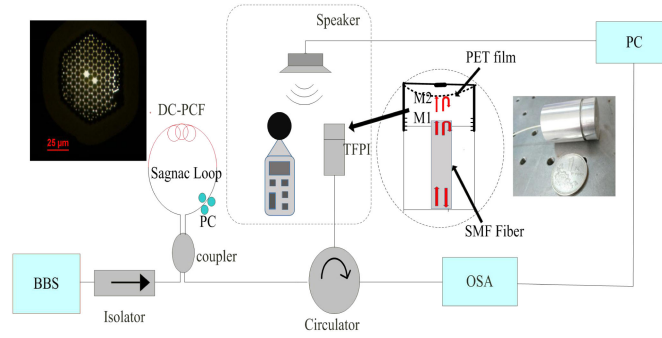 Speaker
PC
PET film
DC-PCF
M2
M1
26 μm
TFPI
Sagnac Loop
PC
SMF Fiber
coupler
BBS
OSA
Isolator
Circulator